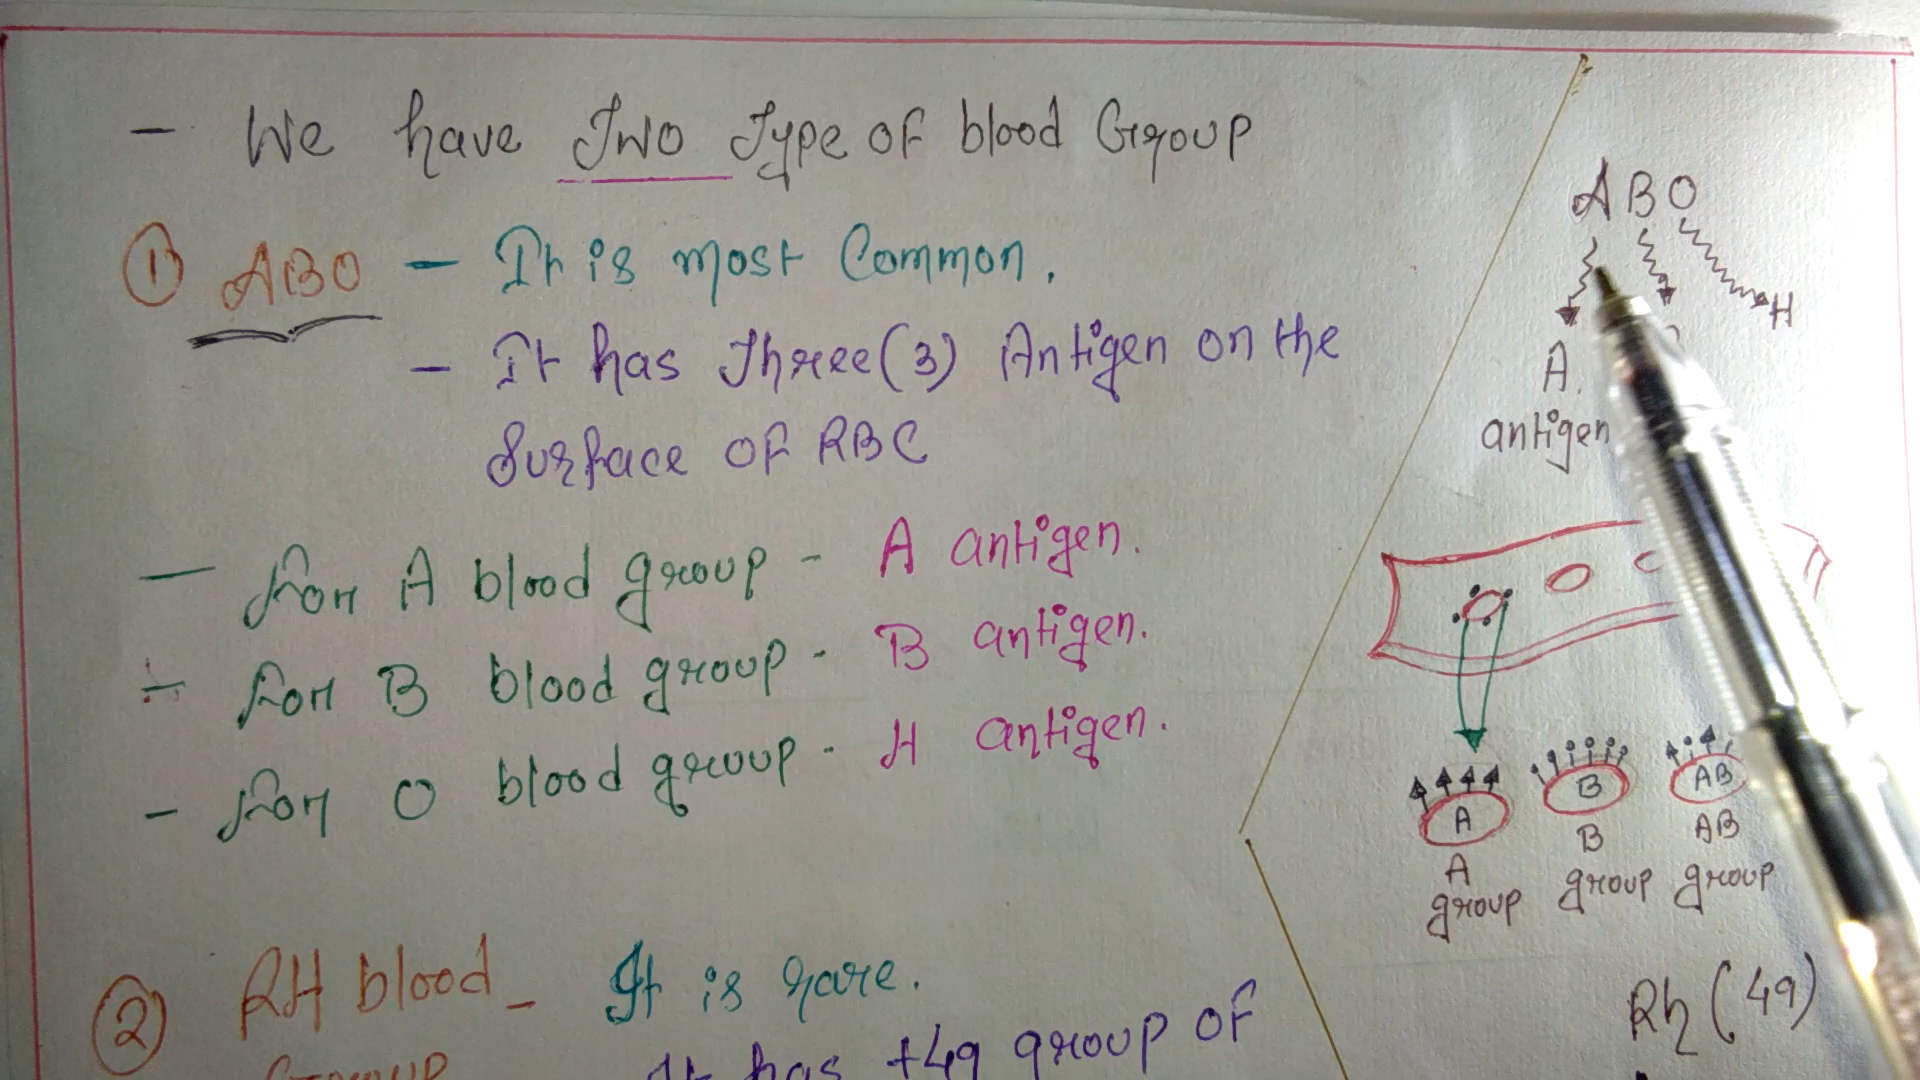 - We have Two Type of blood Group
① ABO - It is most Common.
- It has Three (3) Antigen on the
Surface of RBC
- For A blood group - A antigen.
- For B blood group - B antigen.
- For O blood group - H antigen.
② RH blood - It is rare.
Group
It has +49 group of
A B O
H
A.
antigen
A
B
AB
A
group
B
group
AB
group
Rh (49)